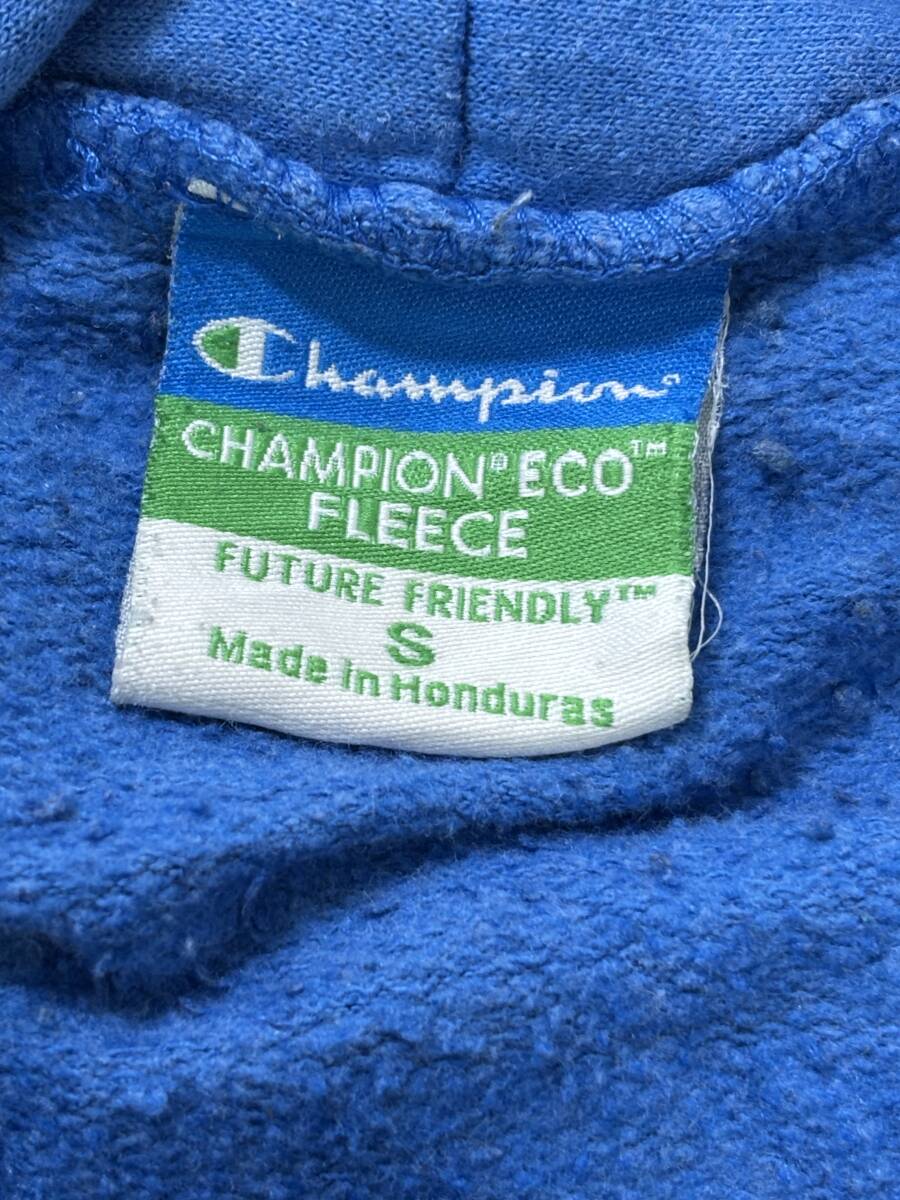 Champion®
CHAMPION® ECO™
FLEECE
FUTURE FRIENDLY™
S
Made in Honduras